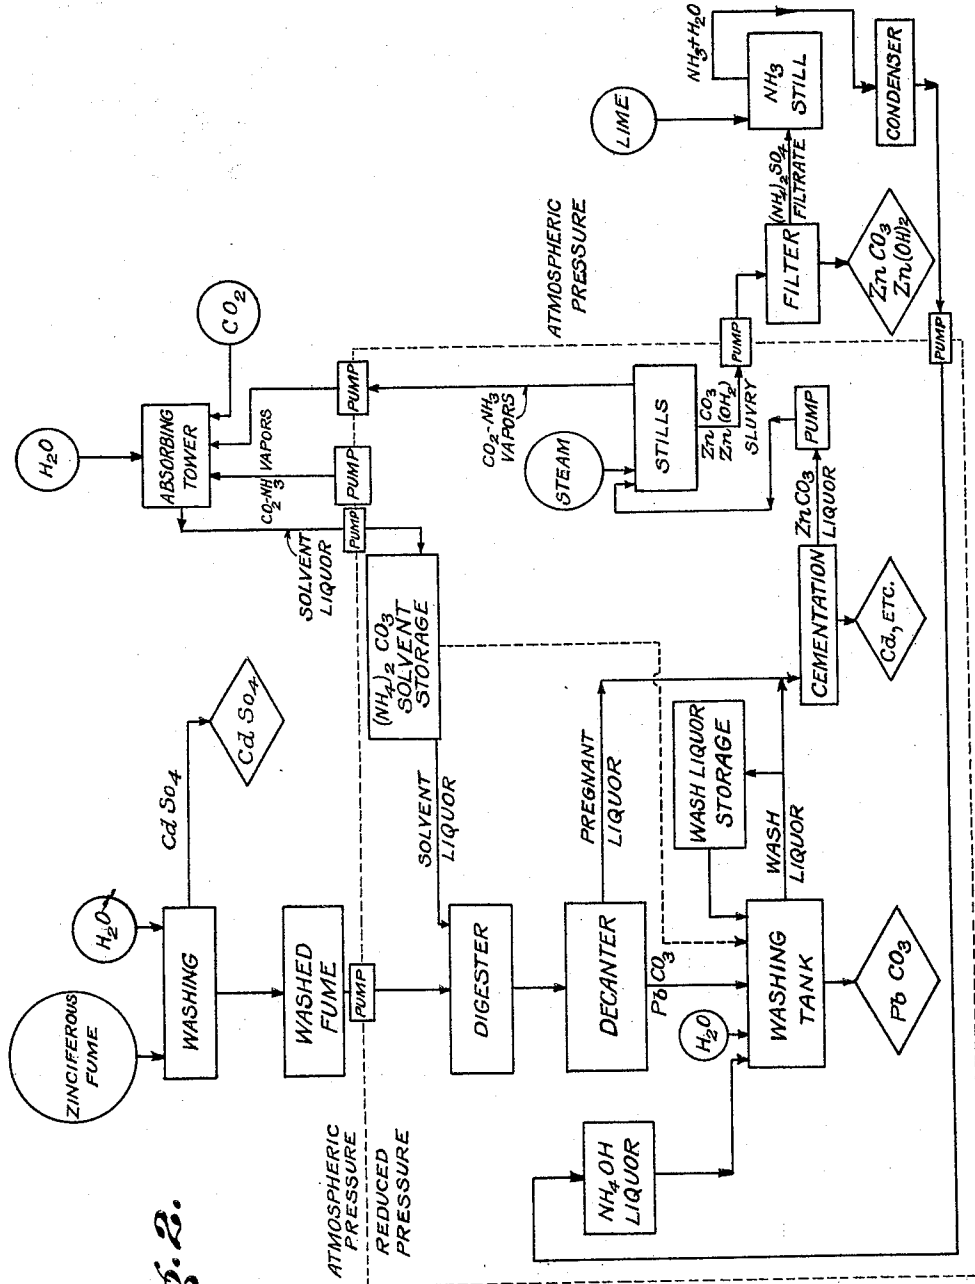 ZINCIFEROUS
FUME
H2O
WASHING
Cd So4
Cd So4
WASHED
FUME
PUMP
ATMOSPHERIC
PRESSURE
REDUCED
PRESSURE
H2O
CO2
ABSORBING
TOWER
CO2-NH3 VAPORS
SOLVENT
LIQUOR
PUMP
PUMP
PUMP
(NH4)2 CO3
SOLVENT
STORAGE
SOLVENT
LIQUOR
DIGESTER
DECANTER
PREGNANT
LIQUOR
Pb CO3
NH4OH
LIQUOR
H2O
WASHING
TANK
Pb CO3
WASH LIQUOR
STORAGE
WASH
LIQUOR
CEMENTATION
Cd, ETC.
ZnCO3
LIQUOR
PUMP
STEAM
STILLS
CO2-NH3
VAPORS
Zn CO3
Zn (OH2)
SLUVRY
PUMP
ATMOSPHERIC
PRESSURE
FILTER
Zn CO3
Zn(OH)2
(NH4)2SO4
FILTRATE
LIME
NH3
STILL
NH3+H2O
CONDENSER
PUMP